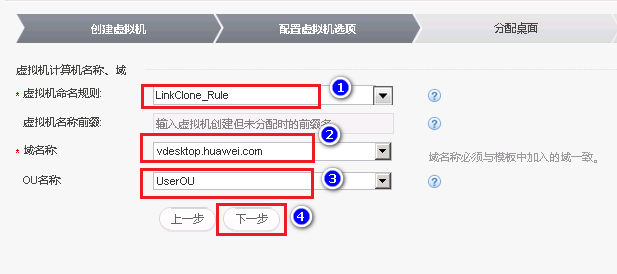 创建虚拟机 配置虚拟机选项 分配桌面
虚拟机计算机名称、域
* 虚拟机命名规则: LinkClone_Rule 1 ?
虚拟机名称前缀: 输入虚拟机创建但未分配时的前缀名 ?
2
* 域名称: vdesktop.huawei.com 域名称必须与模板中加入的域一致。
OU名称: UserOU 3 ?
上一步 下一步 4